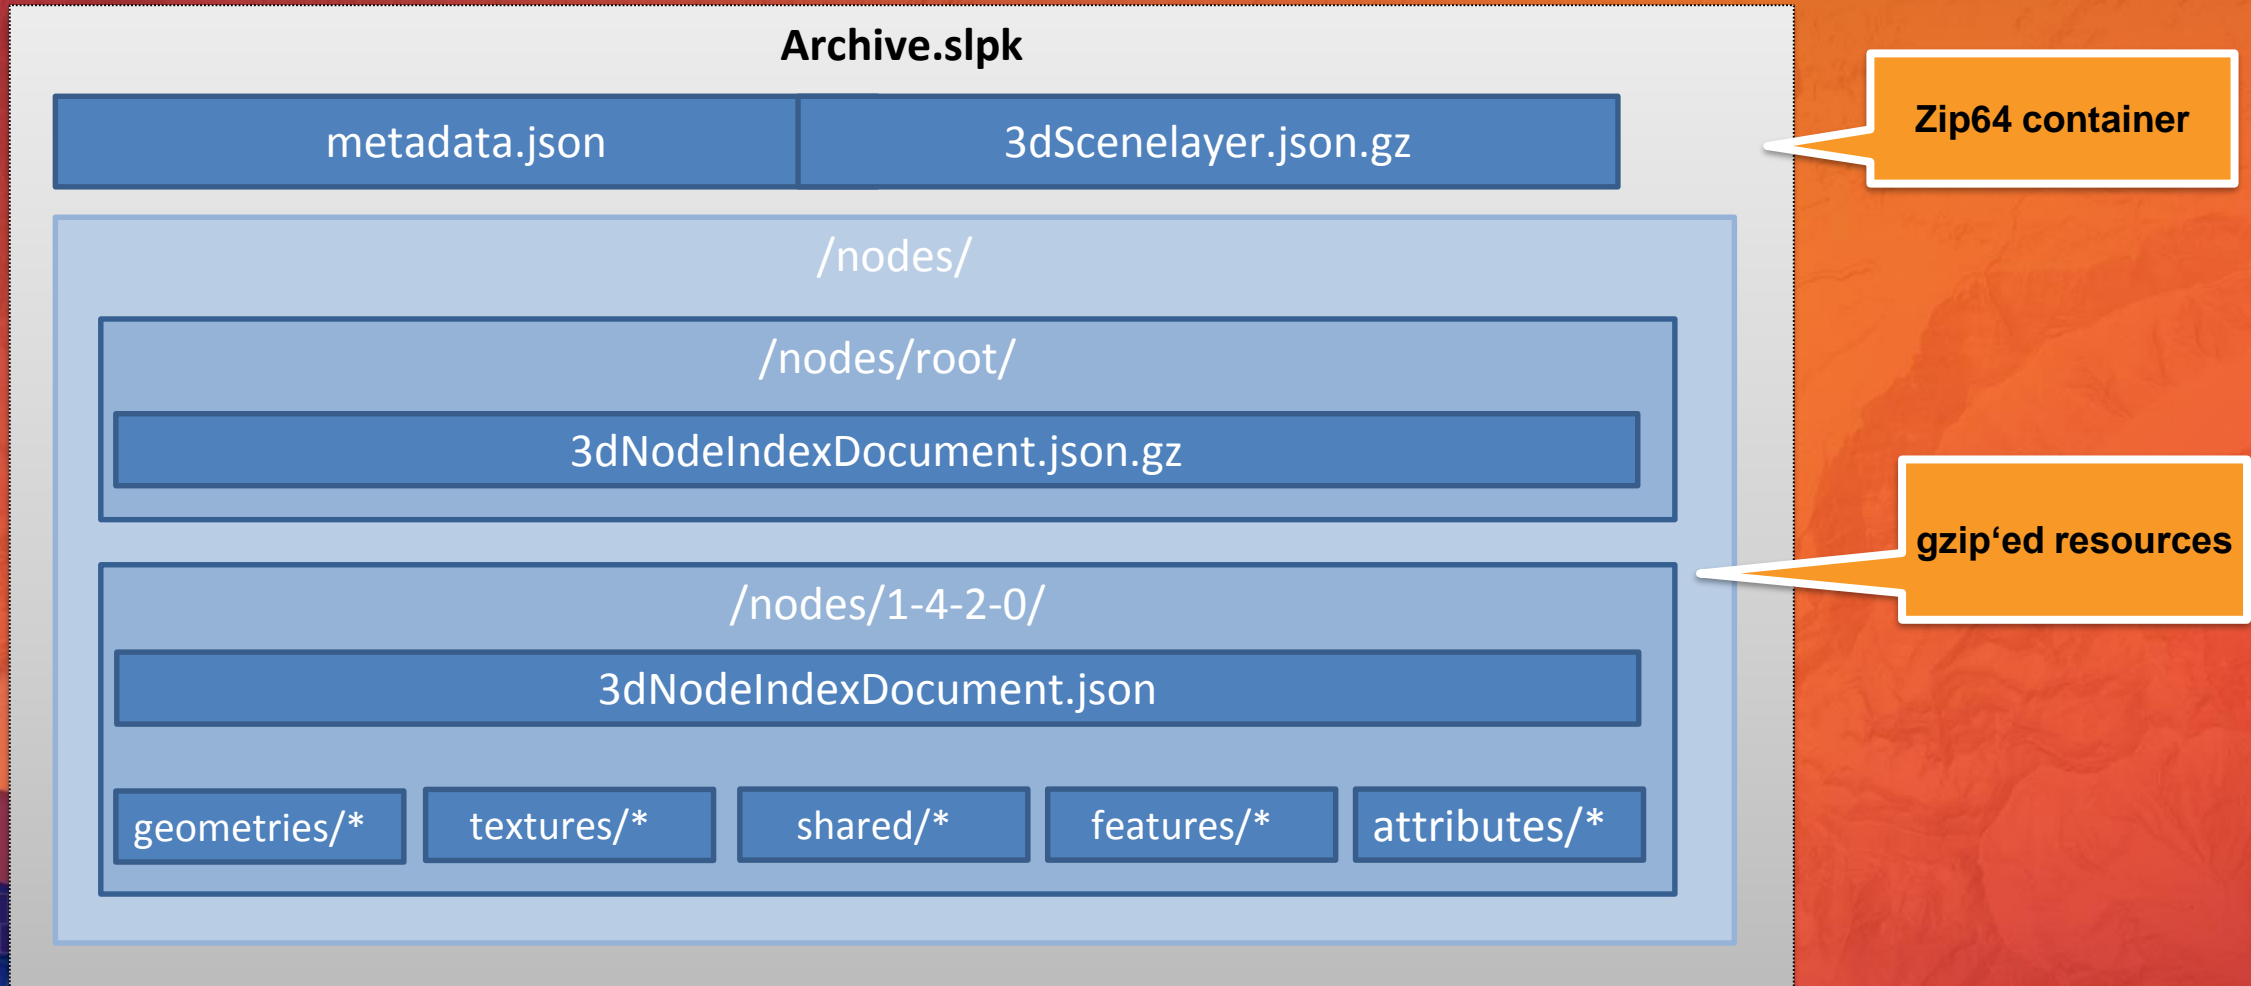 Archive.slpk
metadata.json
3dScenelayer.json.gz
Zip64 container
/nodes/
/nodes/root/
3dNodeIndexDocument.json.gz
gzip‘ed resources
/nodes/1-4-2-0/
3dNodeIndexDocument.json
geometries/*
textures/*
shared/*
features/*
attributes/*